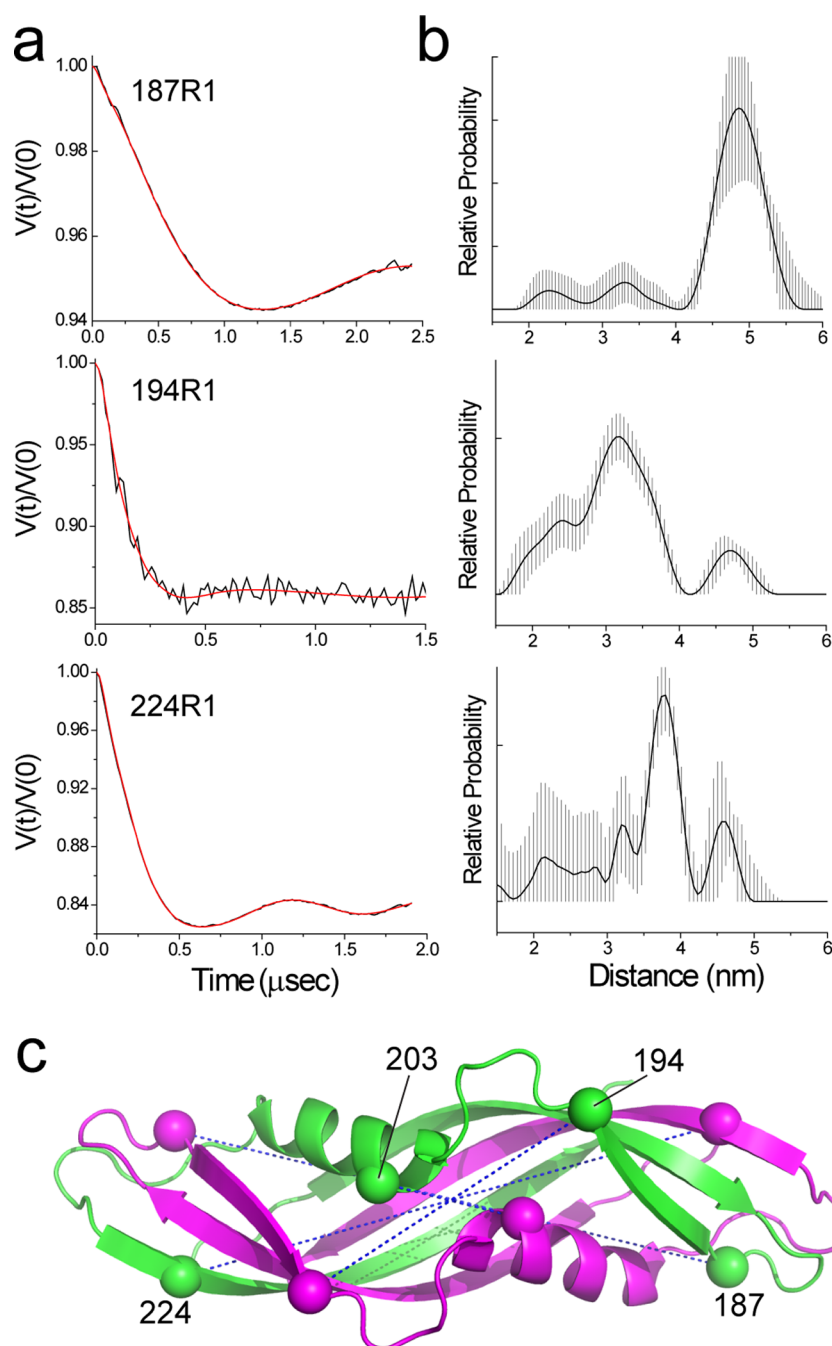 a
b
187R1
V(t)/V(0)
1.00
0.98
0.96
0.94
0.0 0.5 1.0 1.5 2.0 2.5
Relative Probability
2 3 4 5 6
194R1
V(t)/V(0)
1.00
0.95
0.90
0.85
0.0 0.5 1.0 1.5
Relative Probability
2 3 4 5 6
224R1
V(t)/V(0)
1.00
0.96
0.92
0.88
0.84
0.0 0.5 1.0 1.5 2.0
Time (μsec)
Relative Probability
2 3 4 5 6
Distance (nm)
c
203
194
224
187